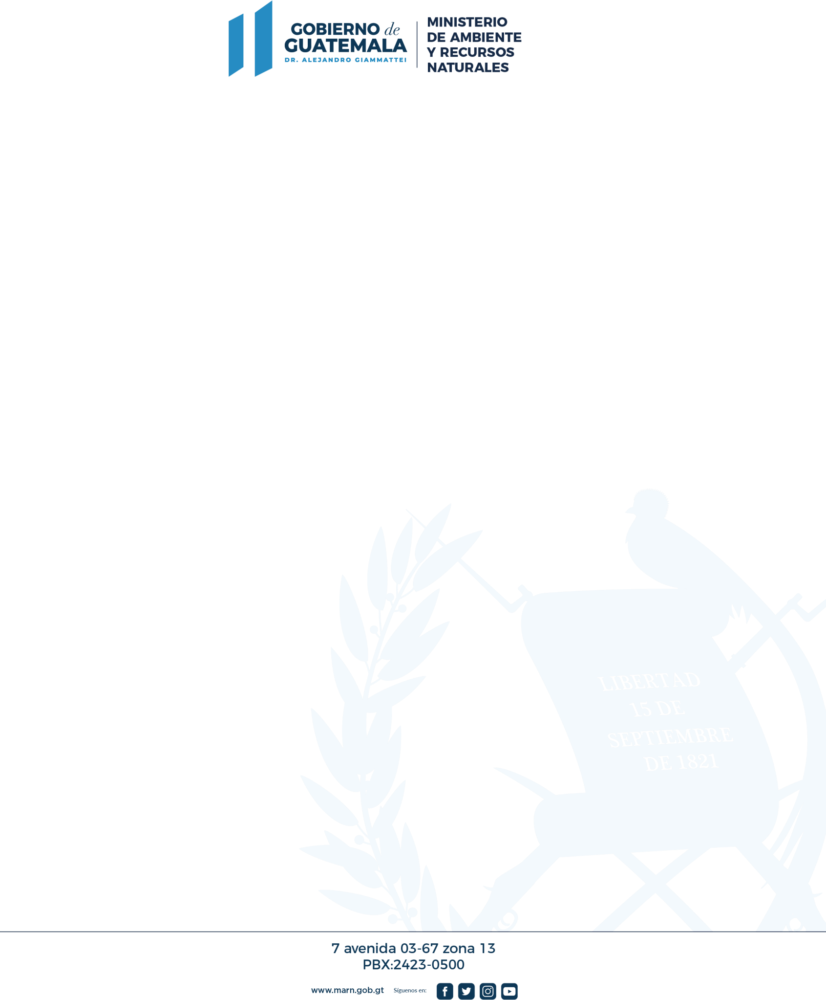 GOBIERNO de
GUATEMALA
DR. ALEJANDRO GIAMMATTEI
MINISTERIO
DE AMBIENTE
Y RECURSOS
NATURALES
LIBERTAD
15 DE
SEPTIEMBRE
DE 1821
7 avenida 03-67 zona 13
PBX:2423-0500
www.marn.gob.gt Síguenos en: